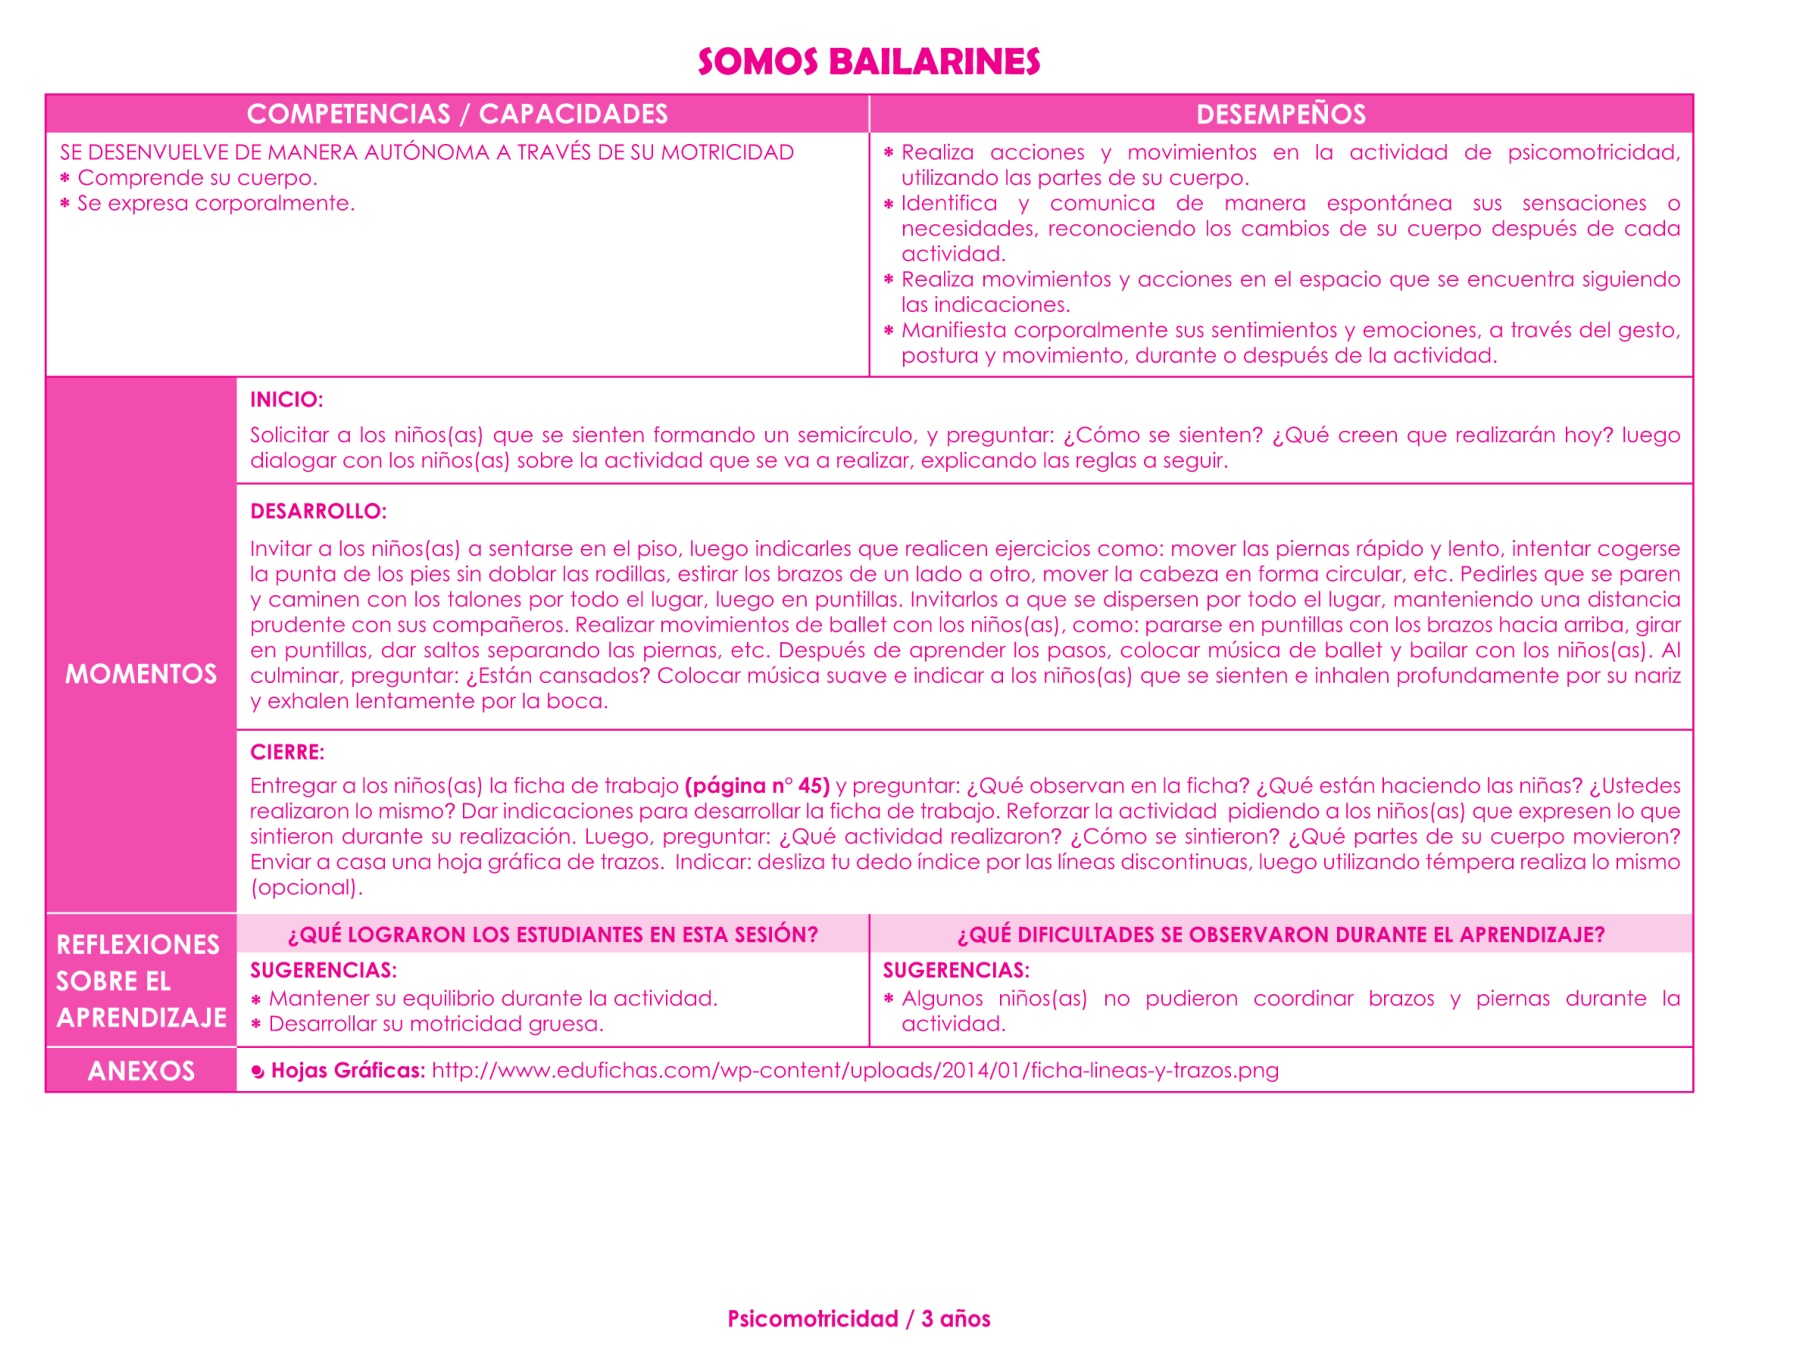 SOMOS BAILARINES
COMPETENCIAS / CAPACIDADES
DESEMPEÑOS
SE DESENVUELVE DE MANERA AUTÓNOMA A TRAVÉS DE SU MOTRICIDAD
* Comprende su cuerpo.
* Se expresa corporalmente.
* Realiza acciones y movimientos en la actividad de psicomotricidad,
utilizando las partes de su cuerpo.
* Identifica y comunica de manera espontánea sus sensaciones o
necesidades, reconociendo los cambios de su cuerpo después de cada
actividad.
* Realiza movimientos y acciones en el espacio que se encuentra siguiendo
las indicaciones.
* Manifiesta corporalmente sus sentimientos y emociones, a través del gesto,
postura y movimiento, durante o después de la actividad.
MOMENTOS
INICIO:
Solicitar a los niños(as) que se sienten formando un semicírculo, y preguntar: ¿Cómo se sienten? ¿Qué creen que realizarán hoy? luego
dialogar con los niños(as) sobre la actividad que se va a realizar, explicando las reglas a seguir.
DESARROLLO:
Invitar a los niños(as) a sentarse en el piso, luego indicarles que realicen ejercicios como: mover las piernas rápido y lento, intentar cogerse
la punta de los pies sin doblar las rodillas, estirar los brazos de un lado a otro, mover la cabeza en forma circular, etc. Pedirles que se paren
y caminen con los talones por todo el lugar, luego en puntillas. Invitarlos a que se dispersen por todo el lugar, manteniendo una distancia
prudente con sus compañeros. Realizar movimientos de ballet con los niños(as), como: pararse en puntillas con los brazos hacia arriba, girar
en puntillas, dar saltos separando las piernas, etc. Después de aprender los pasos, colocar música de ballet y bailar con los niños(as). Al
culminar, preguntar: ¿Están cansados? Colocar música suave e indicar a los niños(as) que se sienten e inhalen profundamente por su nariz
y exhalen lentamente por la boca.
CIERRE:
Entregar a los niños(as) la ficha de trabajo (página n° 45) y preguntar: ¿Qué observan en la ficha? ¿Qué están haciendo las niñas? ¿Ustedes
realizaron lo mismo? Dar indicaciones para desarrollar la ficha de trabajo. Reforzar la actividad pidiendo a los niños(as) que expresen lo que
sintieron durante su realización. Luego, preguntar: ¿Qué actividad realizaron? ¿Cómo se sintieron? ¿Qué partes de su cuerpo movieron?
Enviar a casa una hoja gráfica de trazos. Indicar: desliza tu dedo índice por las líneas discontinuas, luego utilizando témpera realiza lo mismo
(opcional).
REFLEXIONES
SOBRE EL
APRENDIZAJE
¿QUÉ LOGRARON LOS ESTUDIANTES EN ESTA SESIÓN?
SUGERENCIAS:
* Mantener su equilibrio durante la actividad.
* Desarrollar su motricidad gruesa.
¿QUÉ DIFICULTADES SE OBSERVARON DURANTE EL APRENDIZAJE?
SUGERENCIAS:
* Algunos niños(as) no pudieron coordinar brazos y piernas durante la
actividad.
ANEXOS
Hojas Gráficas: http://www.edufichas.com/wp-content/uploads/2014/01/ficha-lineas-y-trazos.png
Psicomotricidad / 3 años